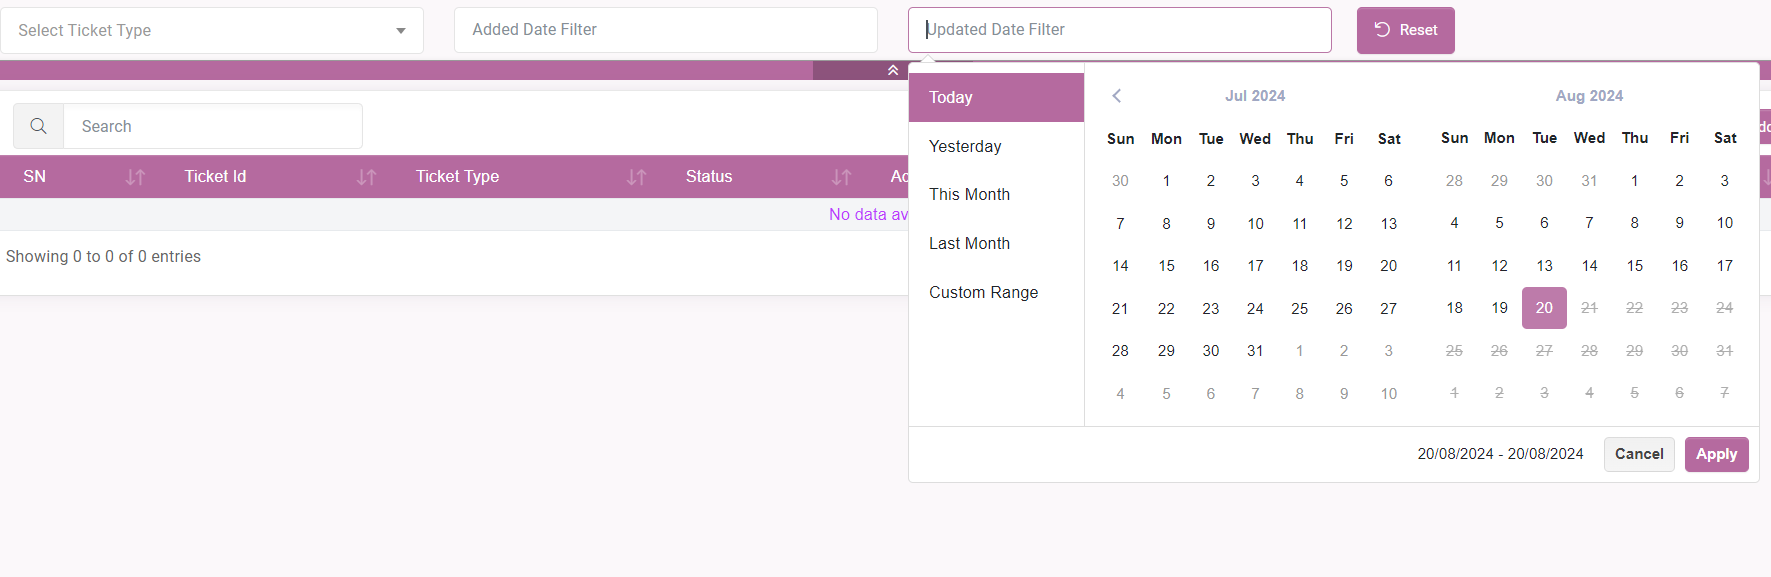 Select Ticket Type
Added Date Filter
Updated Date Filter
Reset
Search
SN Ticket Id Ticket Type Status
No data
Showing 0 to 0 of 0 entries
Today
Yesterday
This Month
Last Month
Custom Range
Jul 2024
Sun Mon Tue Wed Thu Fri Sat
30 1 2 3 4 5 6
7 8 9 10 11 12 13
14 15 16 17 18 19 20
21 22 23 24 25 26 27
28 29 30 31 1 2 3
4 5 6 7 8 9 10
Aug 2024
Sun Mon Tue Wed Thu Fri Sat
28 29 30 31 1 2 3
4 5 6 7 8 9 10
11 12 13 14 15 16 17
18 19 20 21 22 23 24
25 26 27 28 29 30 31
1 2 3 4 5 6 7
20/08/2024 - 20/08/2024
Cancel
Apply